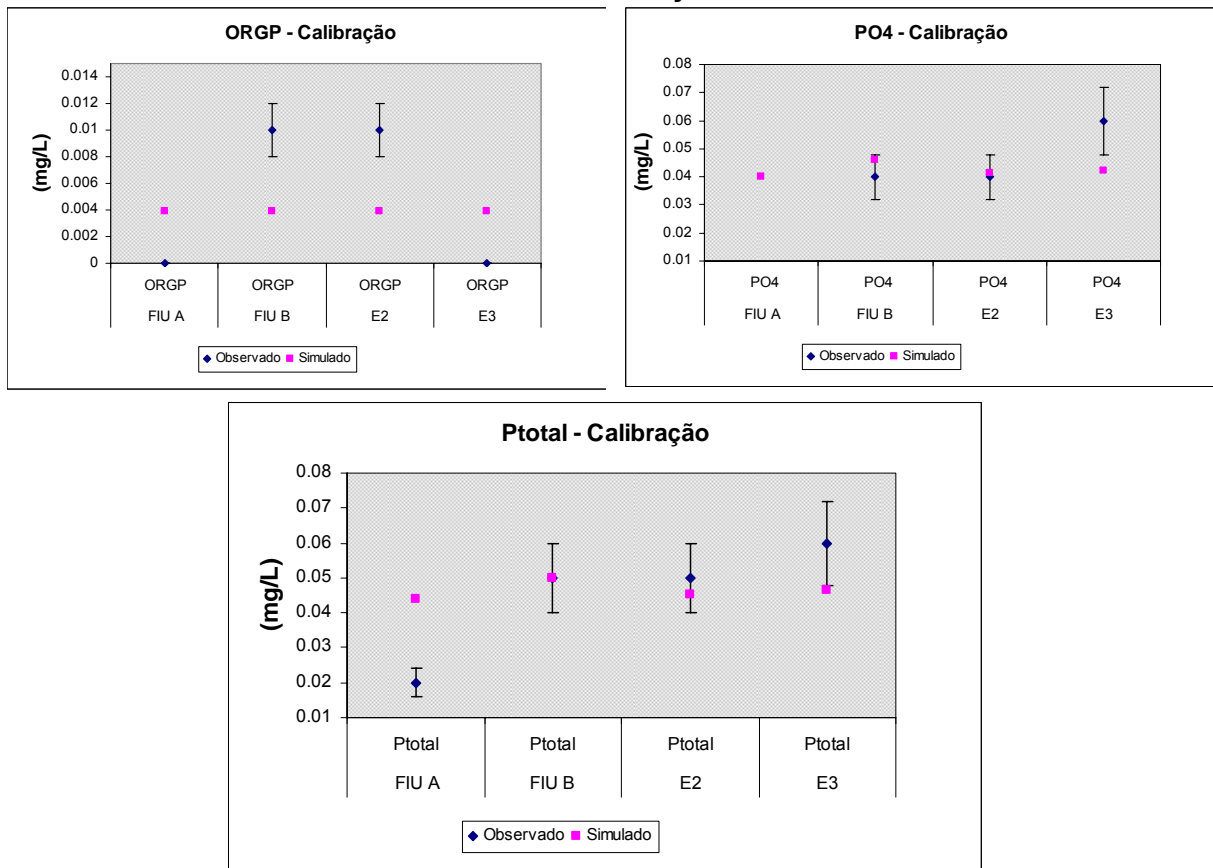 ORGP - Calibração
(mg/L)
0.014
0.012
0.01
0.008
0.006
0.004
0.002
0
ORGP ORGP ORGP ORGP
FIU A FIU B E2 E3
Observado Simulado
PO4 - Calibração
(mg/L)
0.08
0.07
0.06
0.05
0.04
0.03
0.02
0.01
PO4 PO4 PO4 PO4
FIU A FIU B E2 E3
Observado Simulado
Ptotal - Calibração
(mg/L)
0.08
0.07
0.06
0.05
0.04
0.03
0.02
0.01
Ptotal Ptotal Ptotal Ptotal
FIU A FIU B E2 E3
Observado Simulado